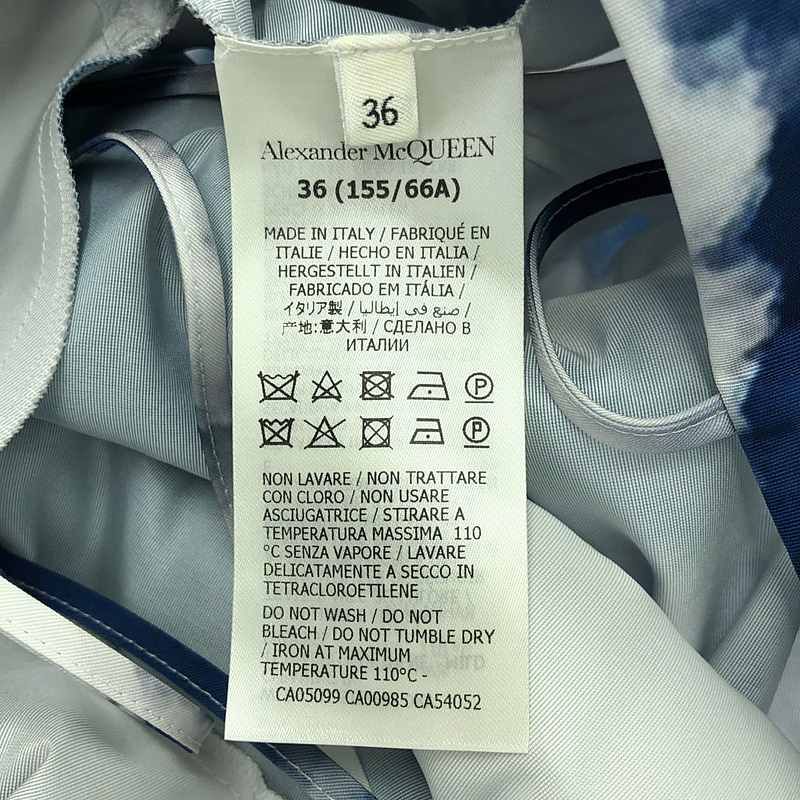 36
Alexander McQUEEN
36 (155/66A)
MADE IN ITALY / FABRIQUÉ EN
ITALIE / HECHO EN ITALIA /
HERGESTELLT IN ITALIEN /
FABRICADO EM ITÁLIA /
イタリア製 / صنع في إيطاليا /
产地:意大利 / СДЕЛАНО В
ИТАЛИИ
P
P
NON LAVARE / NON TRATTARE
CON CLORO / NON USARE
ASCIUGATRICE / STIRARE A
TEMPERATURA MASSIMA 110
°C SENZA VAPORE / LAVARE
DELICATAMENTE A SECCO IN
TETRACLOROETILENE
DO NOT WASH / DO NOT
BLEACH / DO NOT TUMBLE DRY
/ IRON AT MAXIMUM
TEMPERATURE 110°C -
CA05099 CA00985 CA54052